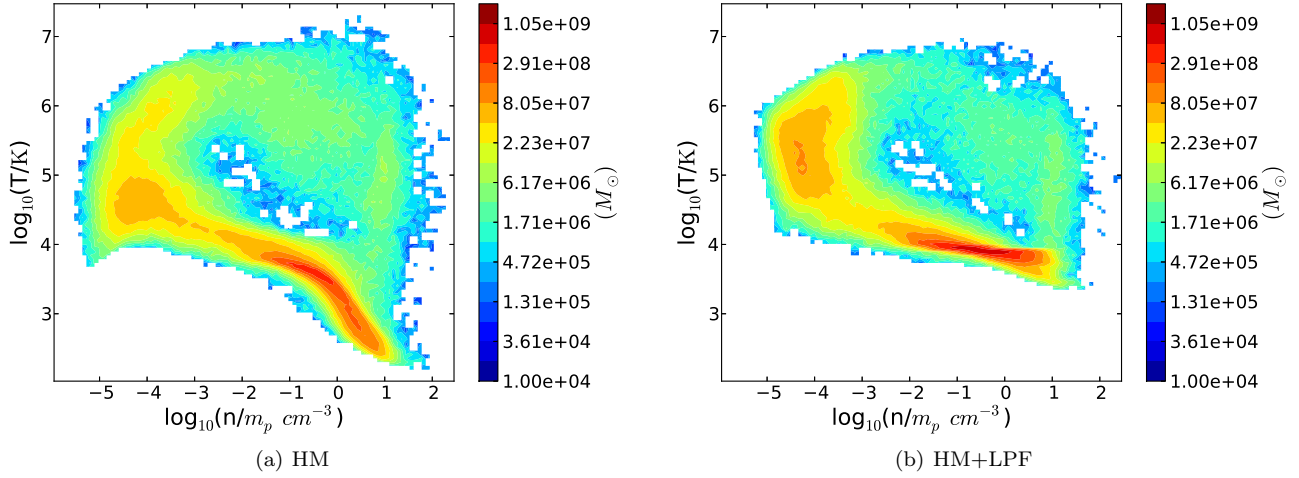 7
6
5
4
3
log₁₀(T/K)
−5 −4 −3 −2 −1 0 1 2
log₁₀(n/mₚ cm⁻³)
1.05e+09
2.91e+08
8.05e+07
2.23e+07
6.17e+06
1.71e+06
4.72e+05
1.31e+05
3.61e+04
1.00e+04
(M⊙)
(a) HM
7
6
5
4
3
log₁₀(T/K)
−5 −4 −3 −2 −1 0 1 2
log₁₀(n/mₚ cm⁻³)
1.05e+09
2.91e+08
8.05e+07
2.23e+07
6.17e+06
1.71e+06
4.72e+05
1.31e+05
3.61e+04
1.00e+04
(M⊙)
(b) HM+LPF